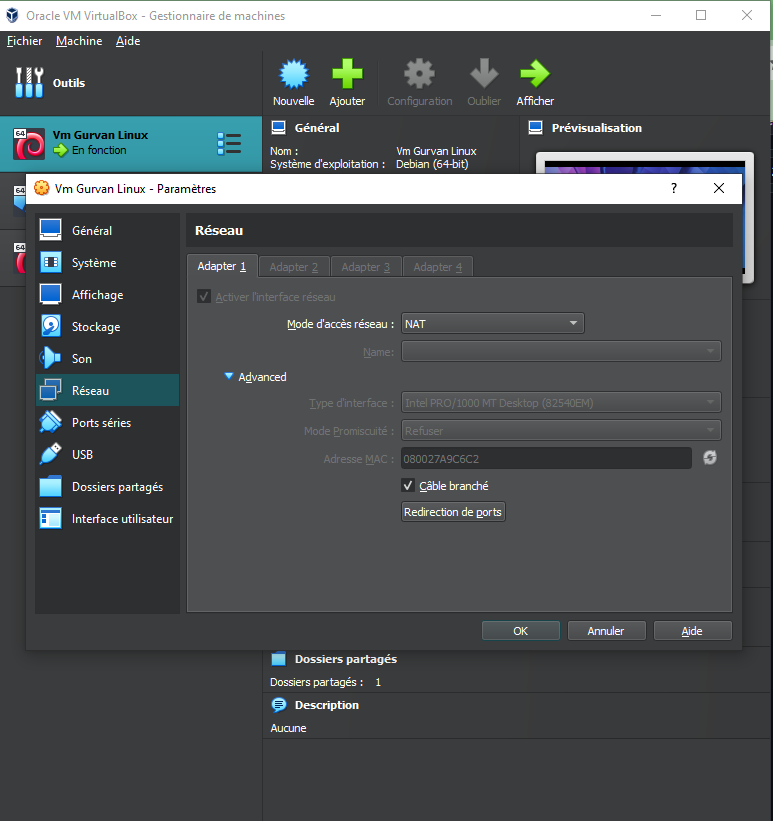 Oracle VM VirtualBox - Gestionnaire de machines
Fichier Machine Aide
Outils
Nouvelle Ajouter Configuration Oublier Afficher
64
Vm Gurvan Linux
En fonction
Général
Nom : Vm Gurvan Linux
Système d'exploitation : Debian (64-bit)
Prévisualisation
Vm Gurvan Linux - Paramètres
?
Général
Système
Affichage
Stockage
Son
Réseau
Ports séries
USB
Dossiers partagés
Interface utilisateur
Réseau
Adapter 1 Adapter 2 Adapter 3 Adapter 4
Activer l'interface réseau
Mode d'accès réseau : NAT
Name:
Advanced
Type d'interface : Intel PRO/1000 MT Desktop (82540EM)
Mode Promiscuité : Refuser
Adresse MAC : 080027A9C6C2
Câble branché
Redirection de ports
OK Annuler Aide
Dossiers partagés
Dossiers partagés : 1
Description
Aucune